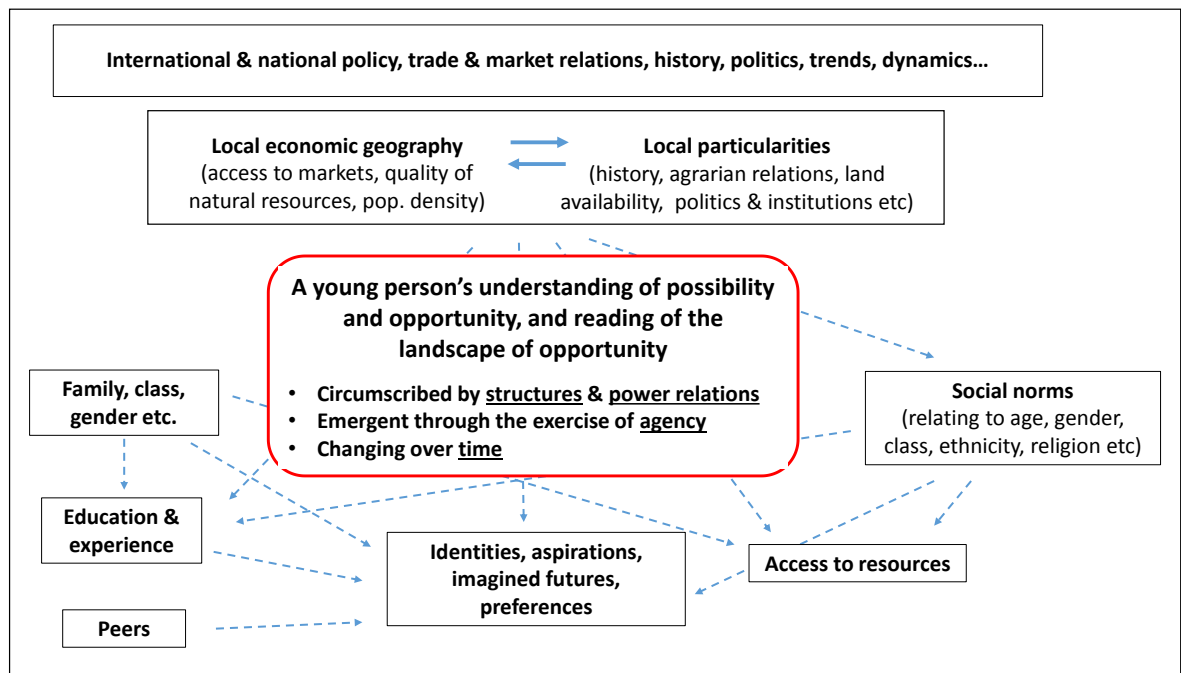 International & national policy, trade & market relations, history, politics, trends, dynamics…
Local economic geography
(access to markets, quality of
natural resources, pop. density)
Local particularities
(history, agrarian relations, land
availability, politics & institutions etc)
A young person’s understanding of possibility
and opportunity, and reading of the
landscape of opportunity
• Circumscribed by structures & power relations
• Emergent through the exercise of agency
• Changing over time
Family, class,
gender etc.
Social norms
(relating to age, gender,
class, ethnicity, religion etc)
Education &
experience
Identities, aspirations,
imagined futures,
preferences
Access to resources
Peers